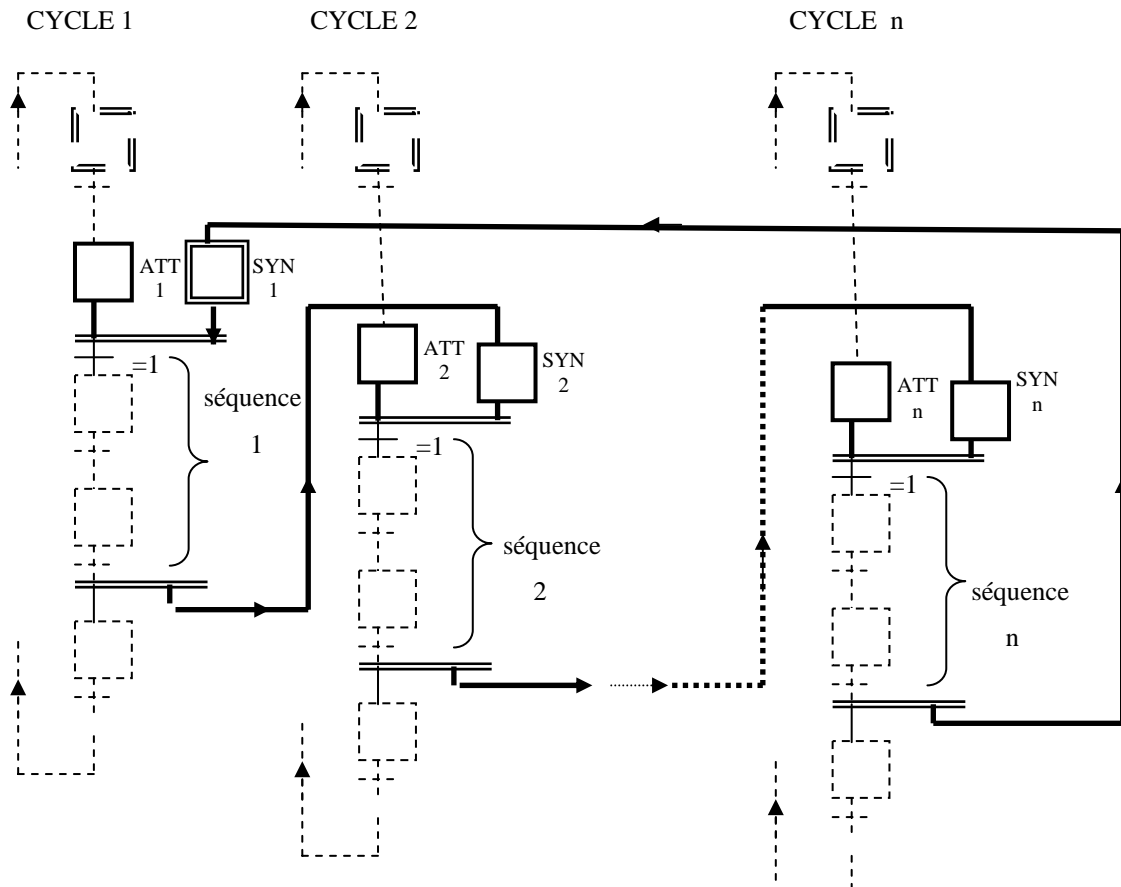 CYCLE 1
CYCLE 2
CYCLE n
ATT
1
SYN
1
=1
séquence
1
ATT
2
SYN
2
=1
séquence
2
ATT
n
SYN
n
=1
séquence
n